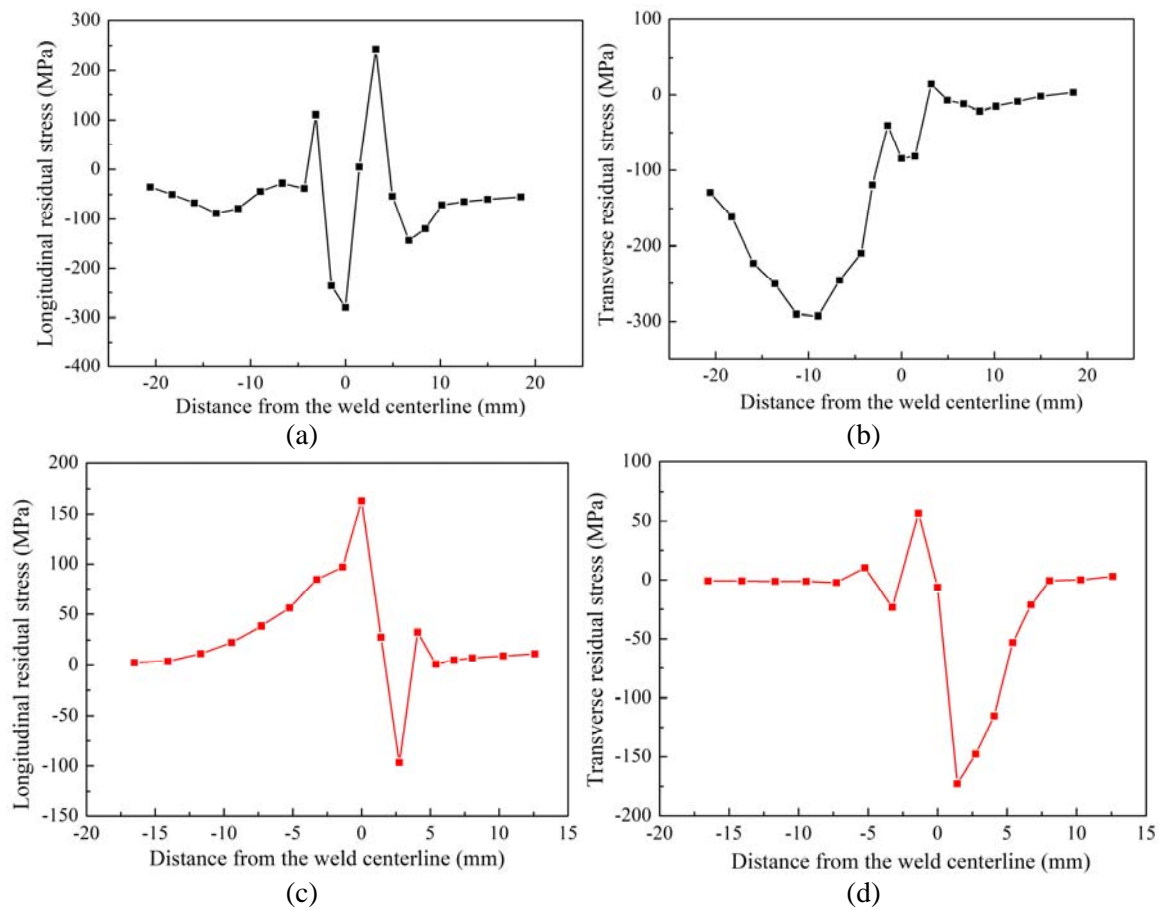 300
200
100
0
-100
-200
-300
-400
Longitudinal residual stress (MPa)
-20 -10 0 10 20
Distance from the weld centerline (mm)
(a)
100
0
-100
-200
-300
Transverse residual stress (MPa)
-20 -10 0 10 20
Distance from the weld centerline (mm)
(b)
200
150
100
50
0
-50
-100
-150
Longitudinal residual stress (MPa)
-20 -15 -10 -5 0 5 10 15
Distance from the weld centerline (mm)
(c)
100
50
0
-50
-100
-150
-200
Transverse residual stress (MPa)
-20 -15 -10 -5 0 5 10 15
Distance from the weld centerline (mm)
(d)